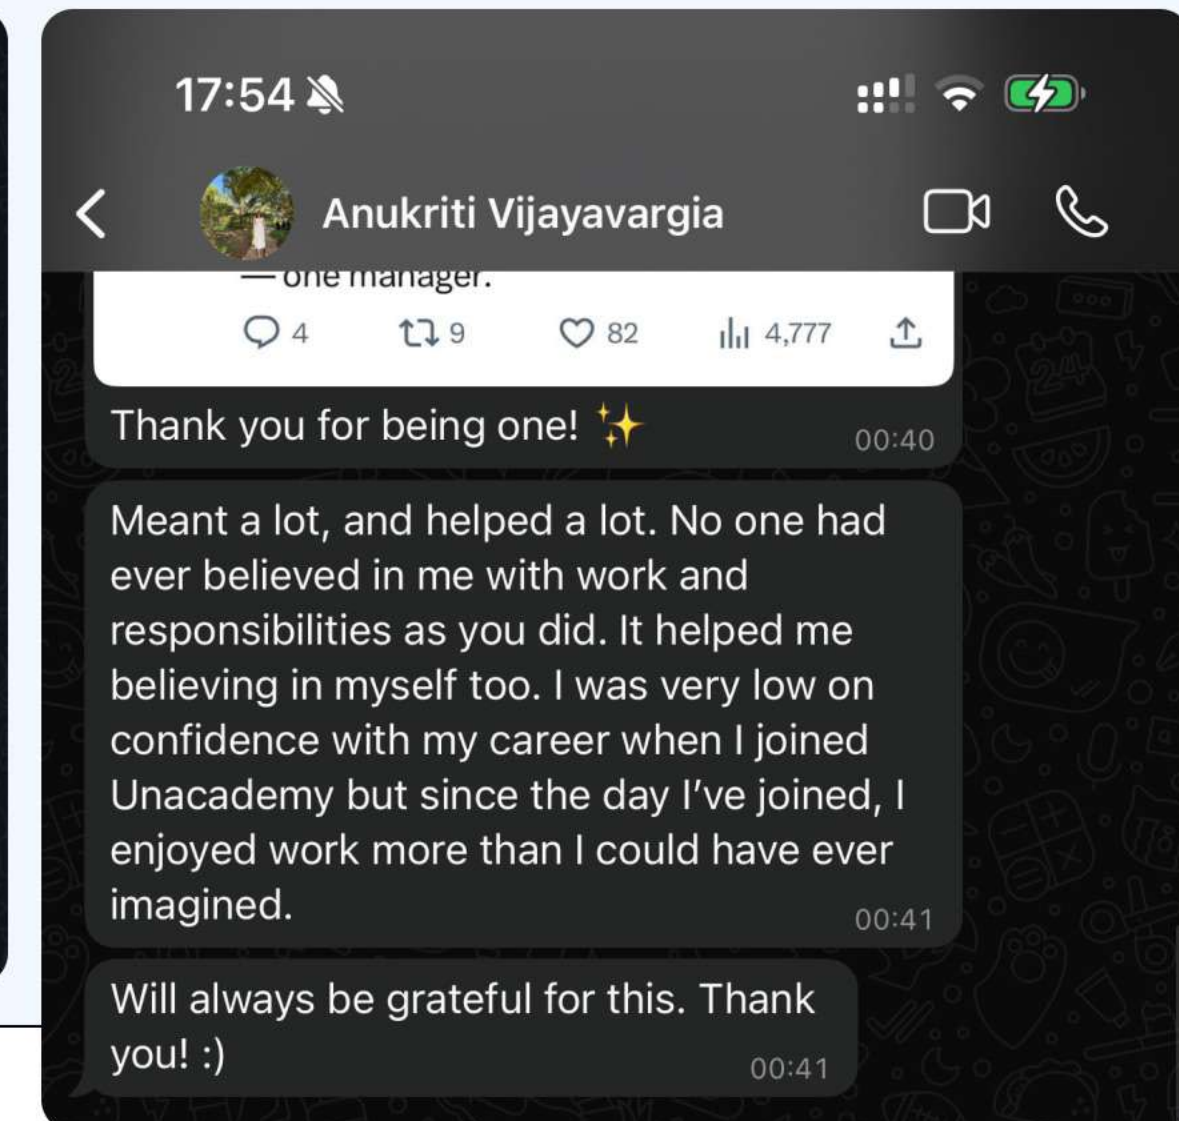 17:54
Anukriti Vijayavargia
— one manager.
4 9 82 4,777
Thank you for being one! ✨
00:40
Meant a lot, and helped a lot. No one had
ever believed in me with work and
responsibilities as you did. It helped me
believing in myself too. I was very low on
confidence with my career when I joined
Unacademy but since the day I've joined, I
enjoyed work more than I could have ever
imagined.
00:41
Will always be grateful for this. Thank
you! :)
00:41